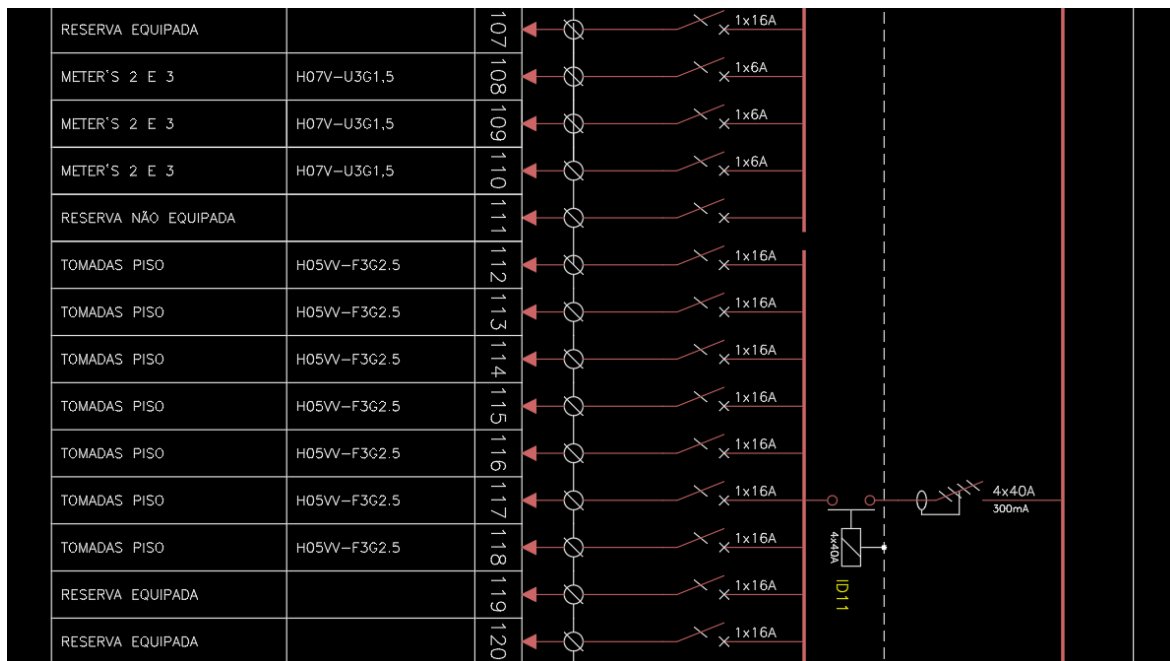 RESERVA EQUIPADA 107 1x16A
METER'S 2 E 3 H07V-U3G1,5 108 1x6A
METER'S 2 E 3 H07V-U3G1,5 109 1x6A
METER'S 2 E 3 H07V-U3G1,5 110 1x6A
RESERVA NÃO EQUIPADA 111
TOMADAS PISO H05VV-F3G2.5 112 1x16A
TOMADAS PISO H05VV-F3G2.5 113 1x16A
TOMADAS PISO H05VV-F3G2.5 114 1x16A
TOMADAS PISO H05VV-F3G2.5 115 1x16A
TOMADAS PISO H05VV-F3G2.5 116 1x16A
TOMADAS PISO H05VV-F3G2.5 117 1x16A 4x40A
300mA
TOMADAS PISO H05VV-F3G2.5 118 1x16A 4x40A
RESERVA EQUIPADA 119 1x16A ID11
RESERVA EQUIPADA 120 1x16A